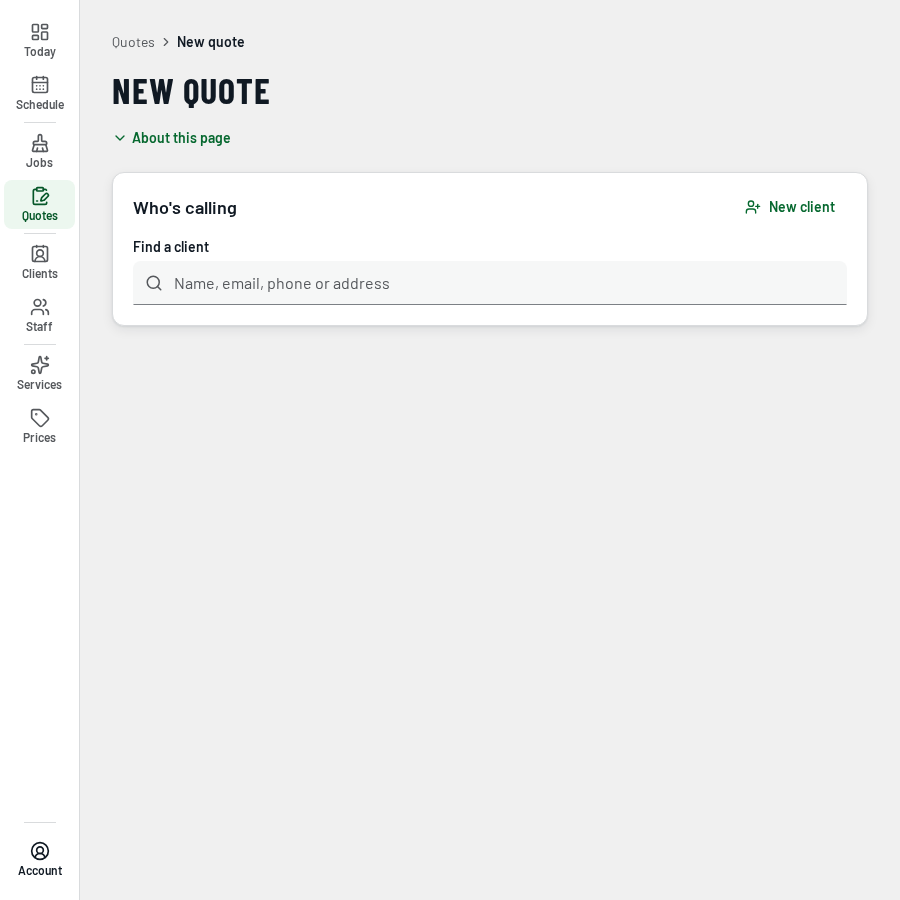 Today
Schedule
Jobs
Quotes
Clients
Staff
Services
Prices
Account
Quotes > New quote
NEW QUOTE
About this page
Who's calling
New client
Find a client
Name, email, phone or address